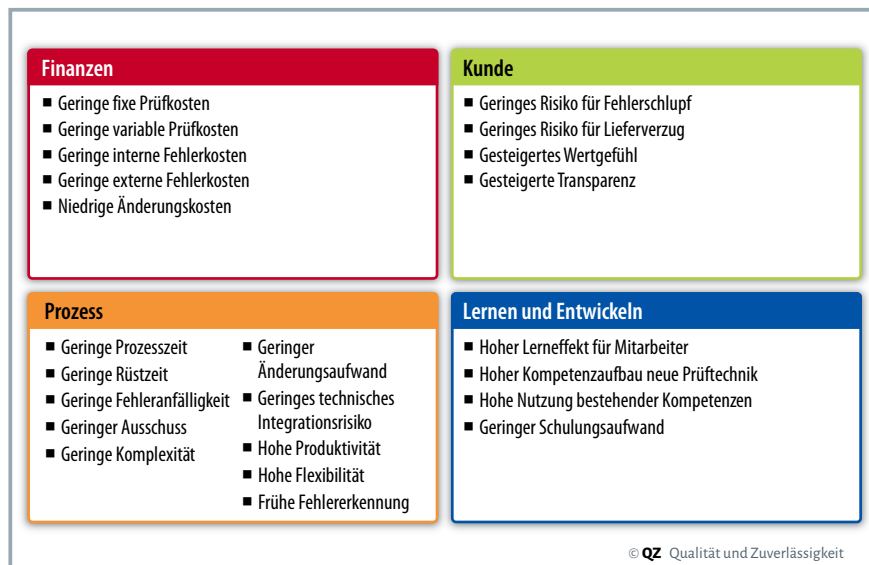 Finanzen
■ Geringe fixe Prüfkosten
■ Geringe variable Prüfkosten
■ Geringe interne Fehlerkosten
■ Geringe externe Fehlerkosten
■ Niedrige Änderungskosten
Kunde
■ Geringes Risiko für Fehlerschlupf
■ Geringes Risiko für Lieferverzug
■ Gesteigertes Wertgefühl
■ Gesteigerte Transparenz
Prozess
■ Geringe Prozesszeit
■ Geringe Rüstzeit
■ Geringe Fehleranfälligkeit
■ Geringer Ausschuss
■ Geringe Komplexität
■ Geringer
Änderungsaufwand
■ Geringes technisches
Integrationsrisiko
■ Hohe Produktivität
■ Hohe Flexibilität
■ Frühe Fehlererkennung
Lernen und Entwickeln
■ Hoher Lerneffekt für Mitarbeiter
■ Hoher Kompetenzaufbau neue Prüftechnik
■ Hohe Nutzung bestehender Kompetenzen
■ Geringer Schulungsaufwand
© QZ Qualität und Zuverlässigkeit